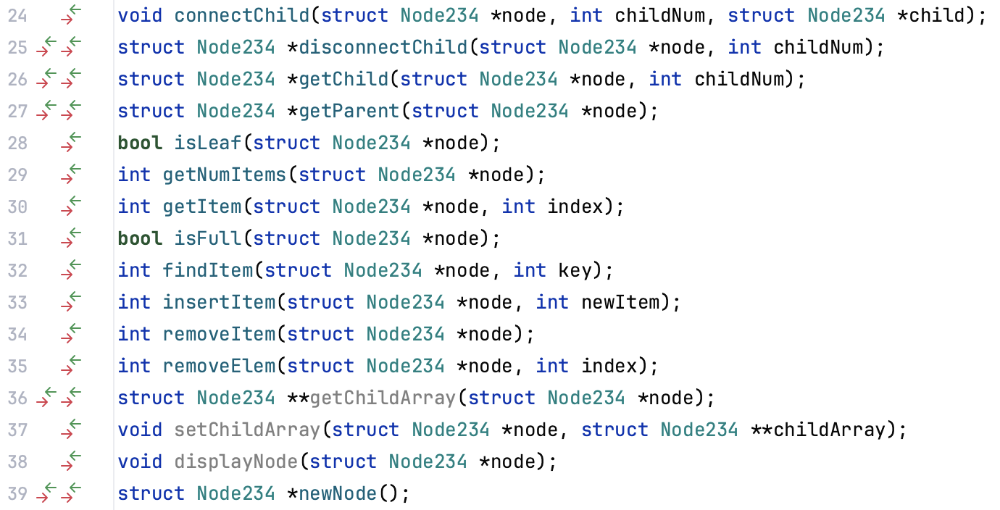 24 void connectChild(struct Node234 *node, int childNum, struct Node234 *child);
25 struct Node234 *disconnectChild(struct Node234 *node, int childNum);
26 struct Node234 *getChild(struct Node234 *node, int childNum);
27 struct Node234 *getParent(struct Node234 *node);
28 bool isLeaf(struct Node234 *node);
29 int getNumItems(struct Node234 *node);
30 int getItem(struct Node234 *node, int index);
31 bool isFull(struct Node234 *node);
32 int findItem(struct Node234 *node, int key);
33 int insertItem(struct Node234 *node, int newItem);
34 int removeItem(struct Node234 *node);
35 int removeElem(struct Node234 *node, int index);
36 struct Node234 **getChildArray(struct Node234 *node);
37 void setChildArray(struct Node234 *node, struct Node234 **childArray);
38 void displayNode(struct Node234 *node);
39 struct Node234 *newNode();